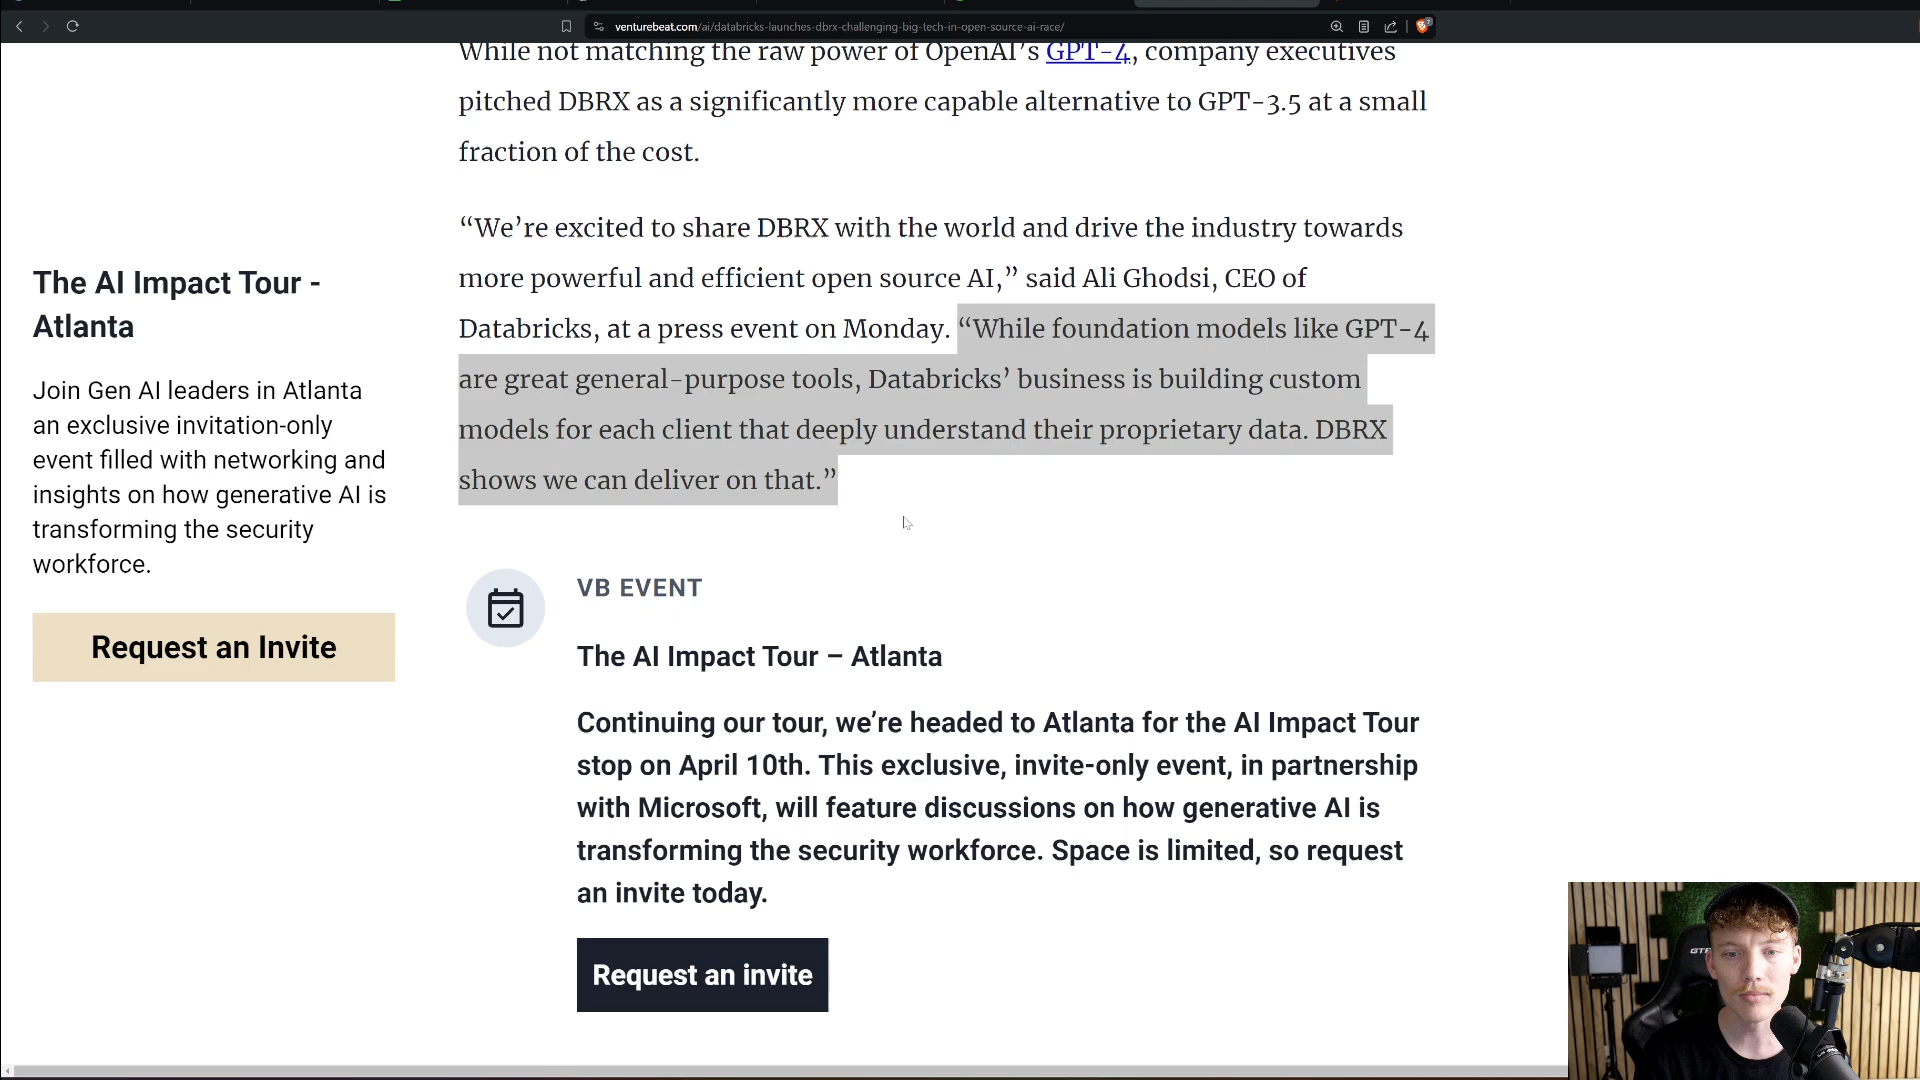 venturebeat.com/ai/databricks-launches-dbrx-challenging-big-tech-in-open-source-ai-race/
While not matching the raw power of OpenAI’s GPT-4, company executives
pitched DBRX as a significantly more capable alternative to GPT-3.5 at a small
fraction of the cost.
“We’re excited to share DBRX with the world and drive the industry towards
more powerful and efficient open source AI,” said Ali Ghodsi, CEO of
Databricks, at a press event on Monday. “While foundation models like GPT-4
are great general-purpose tools, Databricks’ business is building custom
models for each client that deeply understand their proprietary data. DBRX
shows we can deliver on that.”
The AI Impact Tour -
Atlanta
Join Gen AI leaders in Atlanta
an exclusive invitation-only
event filled with networking and
insights on how generative AI is
transforming the security
workforce.
Request an Invite
VB EVENT
The AI Impact Tour – Atlanta
Continuing our tour, we’re headed to Atlanta for the AI Impact Tour
stop on April 10th. This exclusive, invite-only event, in partnership
with Microsoft, will feature discussions on how generative AI is
transforming the security workforce. Space is limited, so request
an invite today.
Request an invite